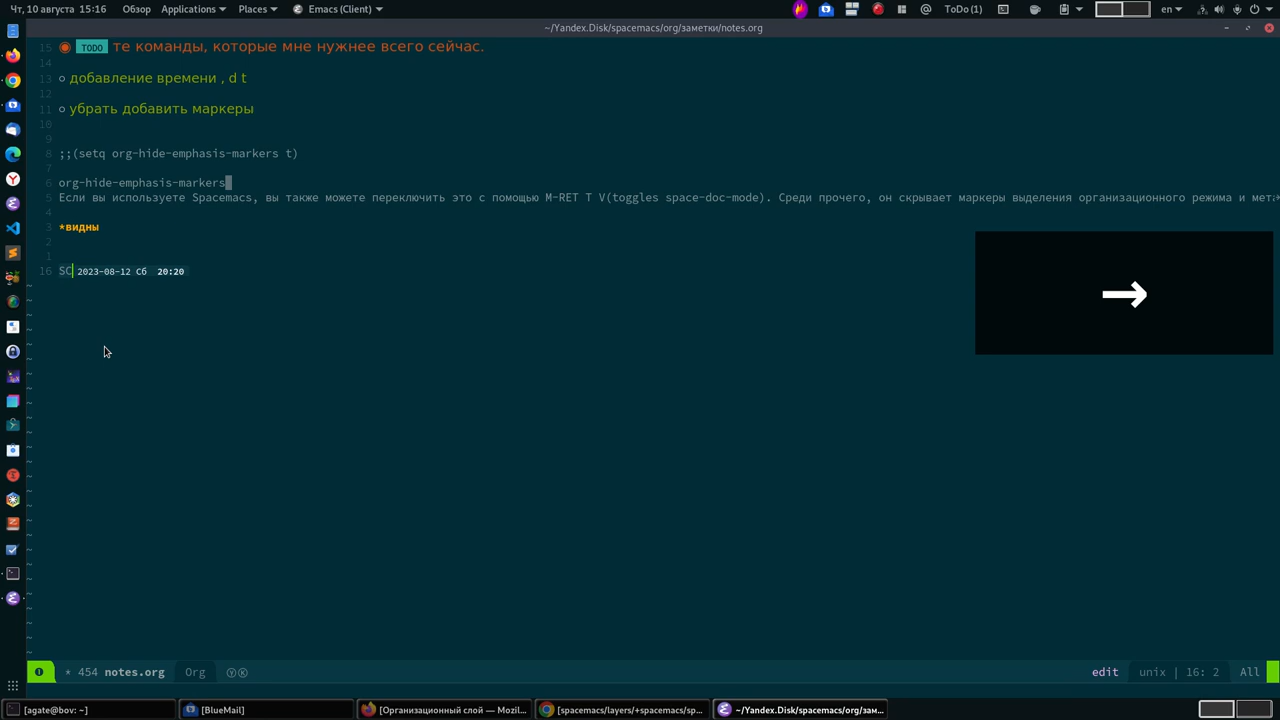 Чт, 10 августа 15:16 Обзор Applications Places Emacs (Client) ToDo (1) en
~/Yandex.Disk/spacemacs/org/заметки/notes.org
15 TODO те команды, которые мне нужнее всего сейчас.
14
13 добавление времени , d t
12
11 убрать добавить маркеры
10
9
8 ;;(setq org-hide-emphasis-markers t)
7
6 org-hide-emphasis-markers
5 Если вы используете Spacemacs, вы также можете переключить это с помощью M-RET T V(toggles space-doc-mode). Среди прочего, он скрывает маркеры выделения организационного режима и мет
4
3 *видны
2
1
16 SC 2023-08-12 Сб 20:20
→
* 454 notes.org Org ⓎⓀ edit unix | 16: 2 All
[agate@bov: ~] [BlueMail] [Организационный слой — Mozil... [spacemacs/layers/+spacemacs/sp... ~/Yandex.Disk/spacemacs/org/зам...